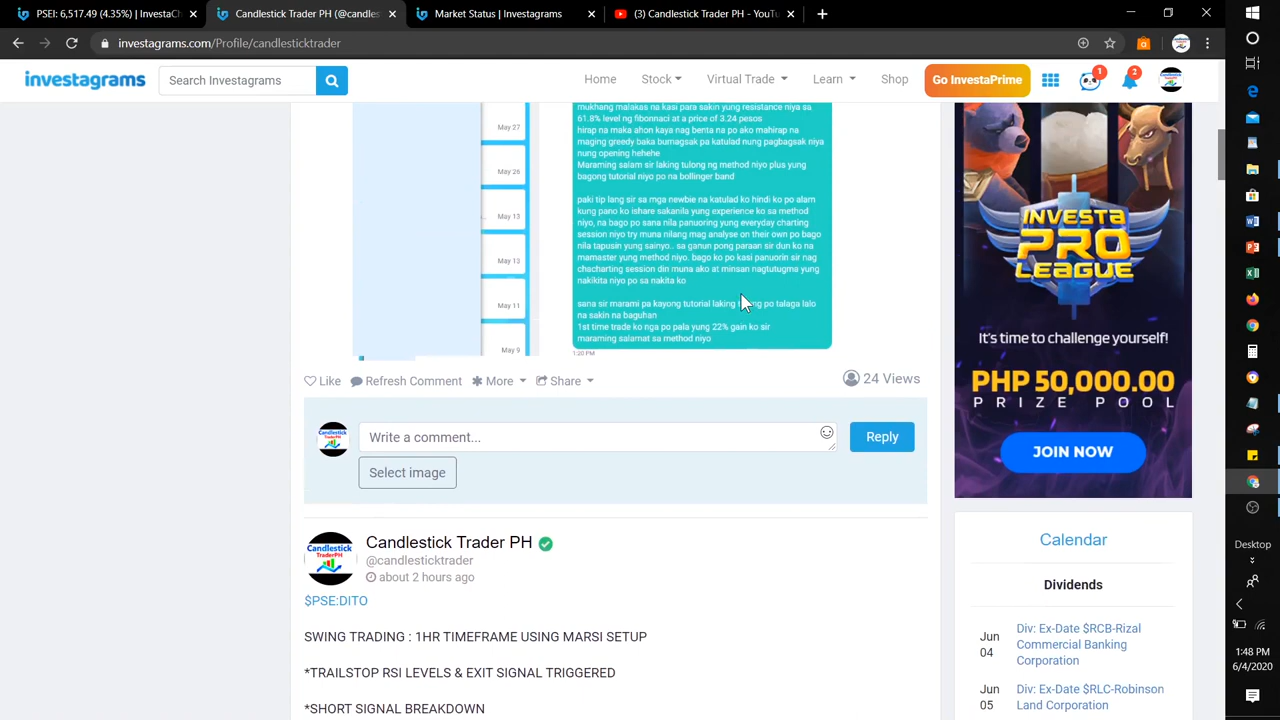 PSEI: 6,517.49 (4.35%) | InvestaCh
Candlestick Trader PH (@candles
Market Status | Investagrams
(3) Candlestick Trader PH - YouTu
investagrams.com/Profile/candlesticktrader
investagrams
Search Investagrams
Home
Stock
Virtual Trade
Learn
Shop
Go InvestaPrime
1
2
mukhang malakas na kasi para sakin yung resistance niya sa
61.8% level ng fibonnaci at a price of 3.24 pesos
hirap na maka ahon kaya nag benta na po ako mahirap na
maging greedy baka bumagsak pa katulad nung pagbagsak niya
nung opening hehehe
Maraming salam sir laking tulong ng method niyo plus yung
bagong tutorial niyo po na bollinger band
paki tip lang sir sa mga newbie na katulad ko hindi ko po alam
kung pano ko ishare sakanila yung experience ko sa method
niyo, na bago po sana nila panuoring yung everyday charting
session niyo try muna nilang mag analyse on their own po bago
nila tapusin yung sainyo.. sa ganun pong paraan sir dun ko na
mamaster yung method niyo. bago ko po kasi panuorin sir nag
chacharting session din muna ako at minsan nagtutugma yung
nakikita niyo po sa nakita ko
sana sir marami pa kayong tutorial laking po talaga lalo
na sakin na baguhan
1st time trade ko nga po pala yung 22% gain ko sir
maraming salamat sa method niyo
1:20 PM
May 27
May 26
May 13
May 13
May 11
May 9
Like
Refresh Comment
More
Share
24 Views
Write a comment...
Reply
Select image
Candlestick TraderPH
Candlestick Trader PH
@candlesticktrader
about 2 hours ago
$PSE:DITO
SWING TRADING : 1HR TIMEFRAME USING MARSI SETUP
*TRAILSTOP RSI LEVELS & EXIT SIGNAL TRIGGERED
*SHORT SIGNAL BREAKDOWN
INVESTA
PRO
LEAGUE
It's time to challenge yourself!
PHP 50,000.00
PRIZE POOL
JOIN NOW
Calendar
Dividends
Jun
04
Div: Ex-Date $RCB-Rizal
Commercial Banking
Corporation
Jun
05
Div: Ex-Date $RLC-Robinson
Land Corporation
Desktop
1:48 PM
6/4/2020